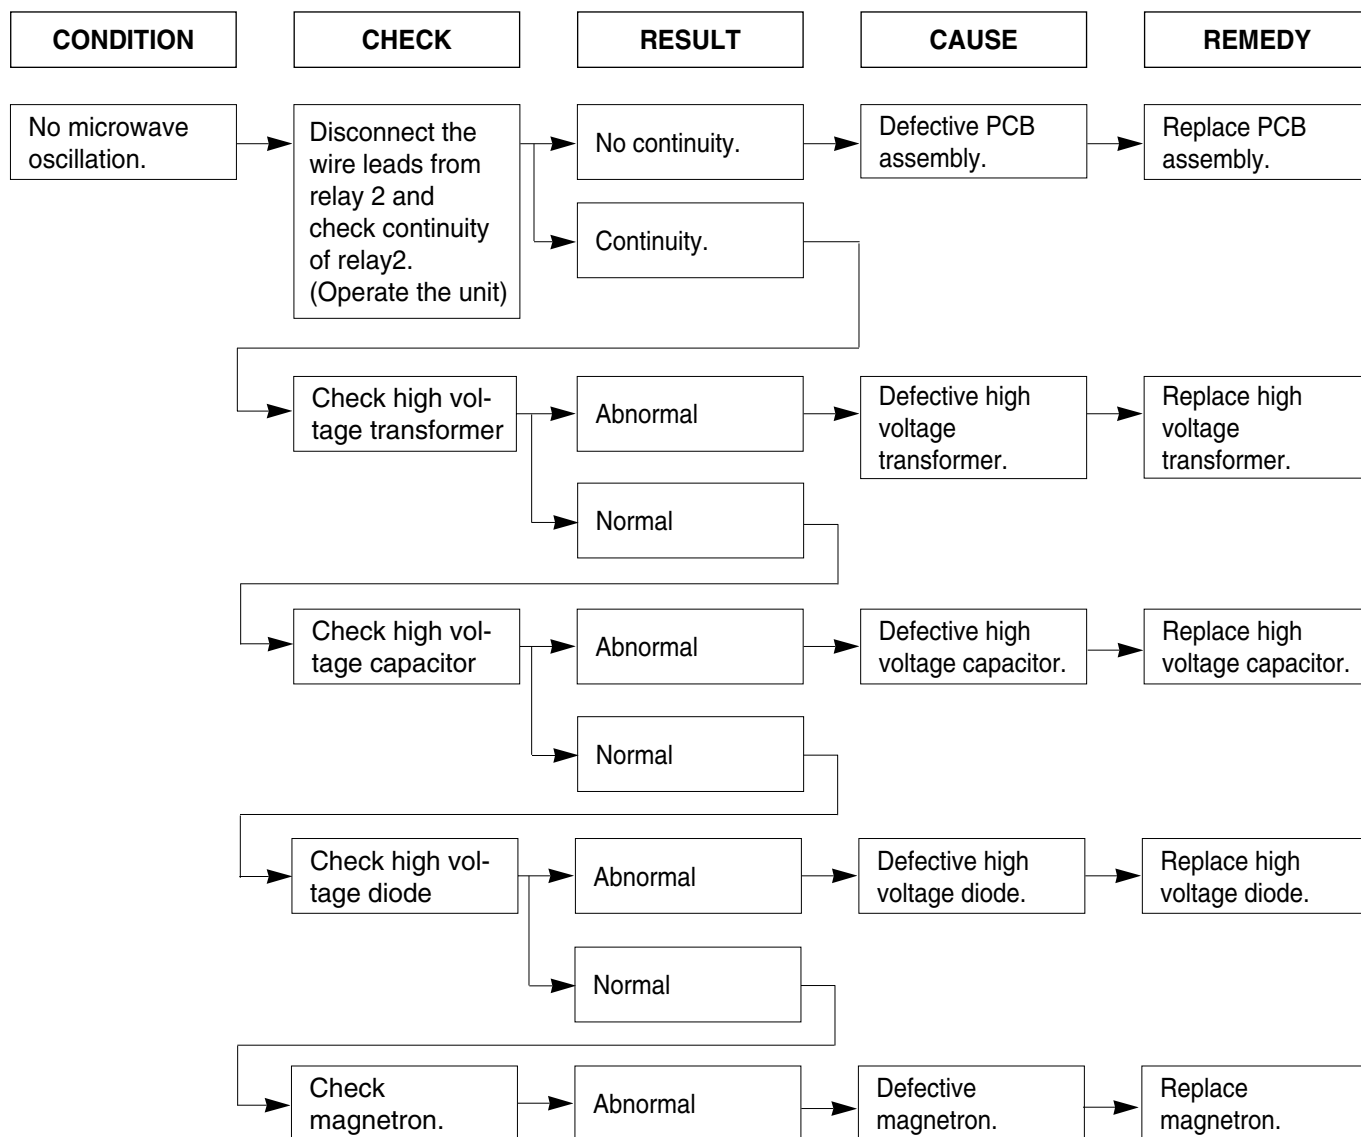 CONDITION
CHECK
RESULT
CAUSE
REMEDY
No microwave
oscillation.
Disconnect the
wire leads from
relay 2 and
check continuity
of relay2.
(Operate the unit)
No continuity.
Defective PCB
assembly.
Replace PCB
assembly.
Continuity.
Check high vol-
tage transformer
Abnormal
Defective high
voltage
transformer.
Replace high
voltage
transformer.
Normal
Check high vol-
tage capacitor
Abnormal
Defective high
voltage capacitor.
Replace high
voltage capacitor.
Normal
Check high vol-
tage diode
Abnormal
Defective high
voltage diode.
Replace high
voltage diode.
Normal
Check
magnetron.
Abnormal
Defective
magnetron.
Replace
magnetron.